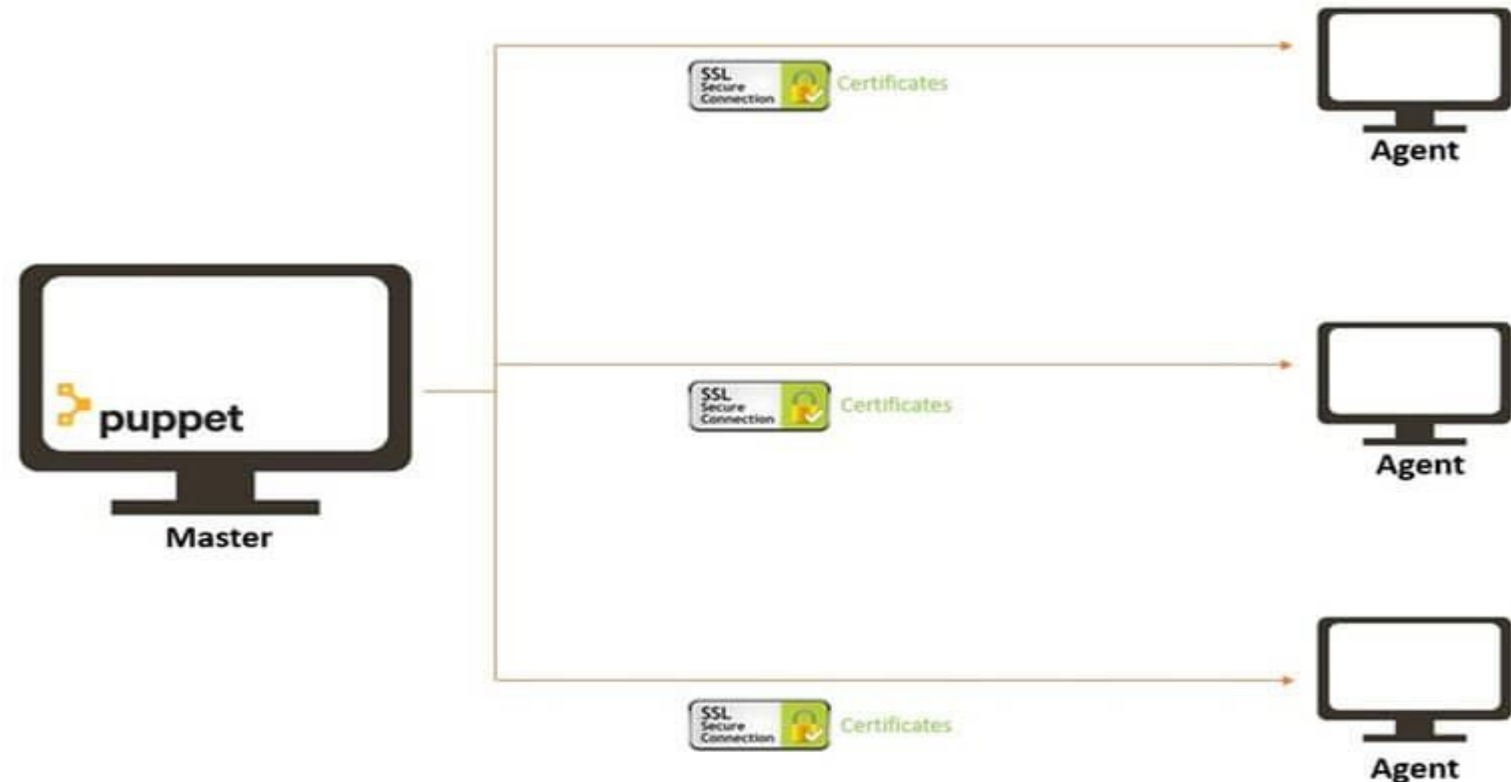 SSL
Secure
Connection
Certificates
Agent
puppet
Master
SSL
Secure
Connection
Certificates
Agent
SSL
Secure
Connection
Certificates
Agent